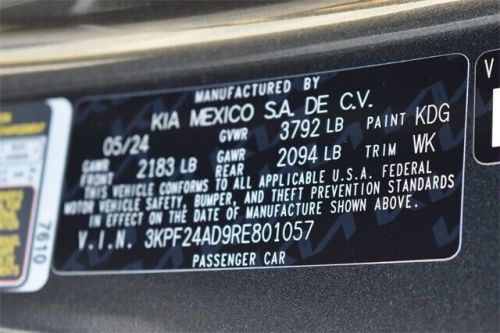 MANUFACTURED BY
KIA MEXICO S.A. DE C.V.
05/24 GVWR 3792 LB PAINT KDG
GAWR FRONT 2183 LB GAWR REAR 2094 LB TRIM WK
THIS VEHICLE CONFORMS TO ALL APPLICABLE U.S.A. FEDERAL
MOTOR VEHICLE SAFETY, BUMPER, AND THEFT PREVENTION STANDARDS
IN EFFECT ON THE DATE OF MANUFACTURE SHOWN ABOVE.
V.I.N. 3KPF24AD9RE801057
PASSENGER CAR
7610
V